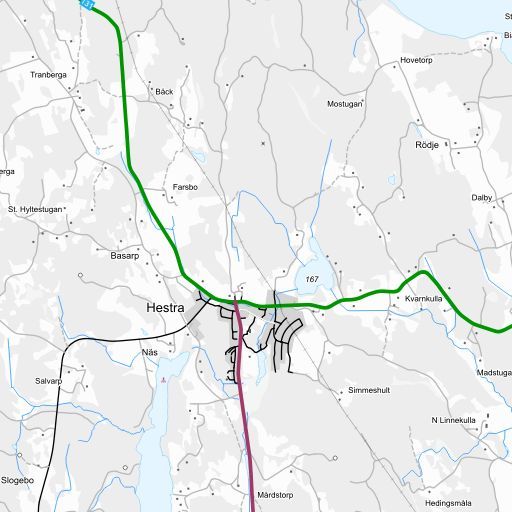 131
Hovetorp
Tranberga
Bäck
Mostugan
Rödje
Farsbo
Dalby
St. Hyltestugan
Basarp
167
Kvarnkulla
Hestra
Näs
Madstuga
Salvarp
Simmeshult
N Linnekulla
Slogebo
Mårdstorp
Hedingsmåla